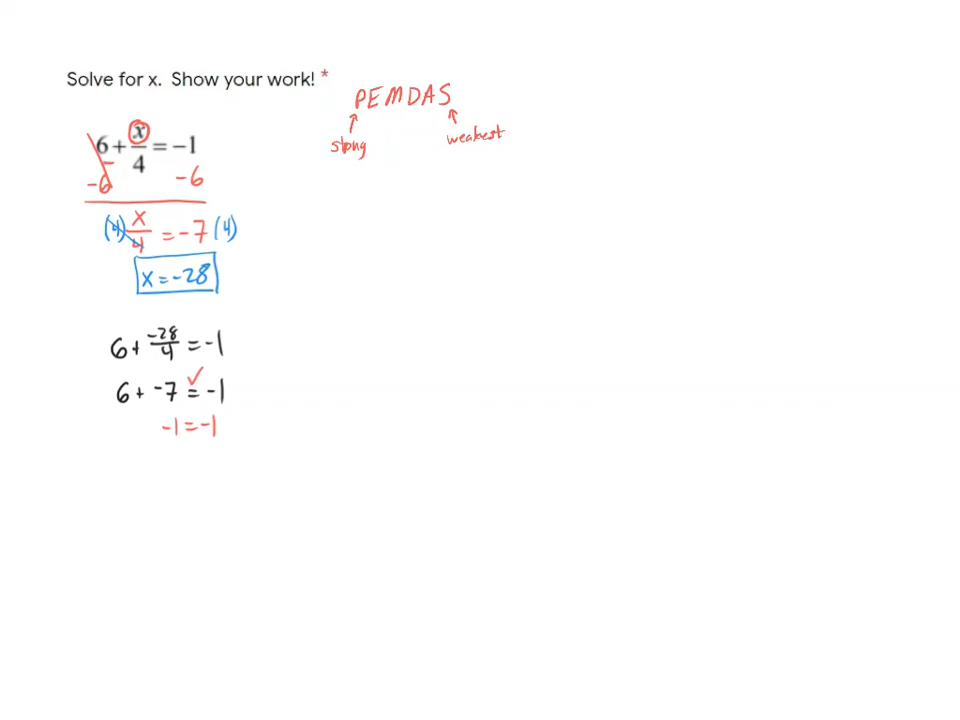 Solve for x. Show your work! *
PEMDAS
strong
weakest
6 + x/4 = -1
-6 -6
(4) x/4 = -7 (4)
x = -28
6 + -28/4 = -1
6 + -7 = -1 ✓
-1 = -1